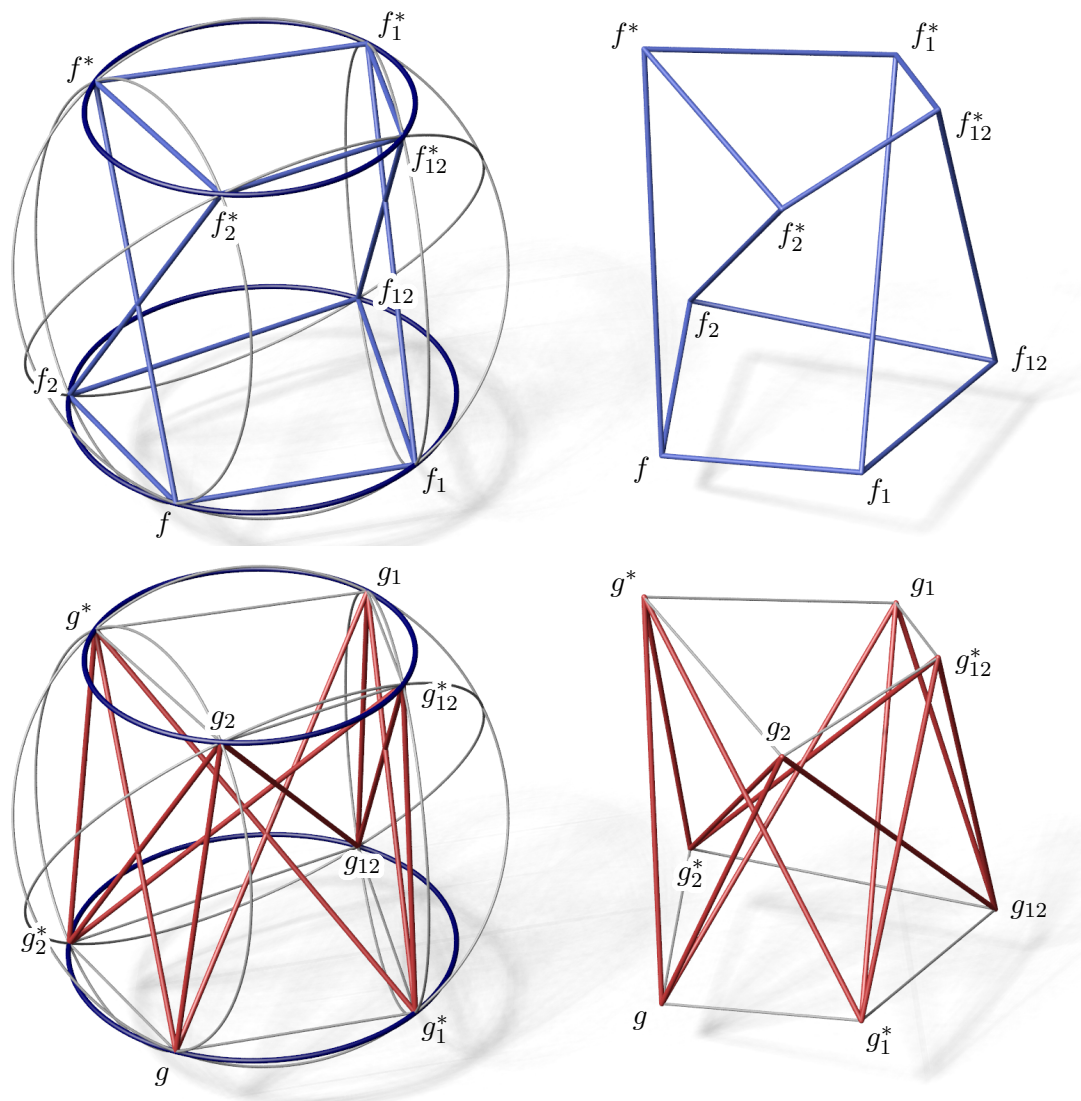 f* f₁*
f* f₁*
f₁₂* f₁₂*
f₂* f₂*
f₁₂
f₂ f₂
f₁₂
f₁ f f₁
f
g* g₁ g* g₁
g₁₂* g₁₂*
g₂ g₂
g₁₂ g₂*
g₂* g₁₂
g₁* g g₁*
g